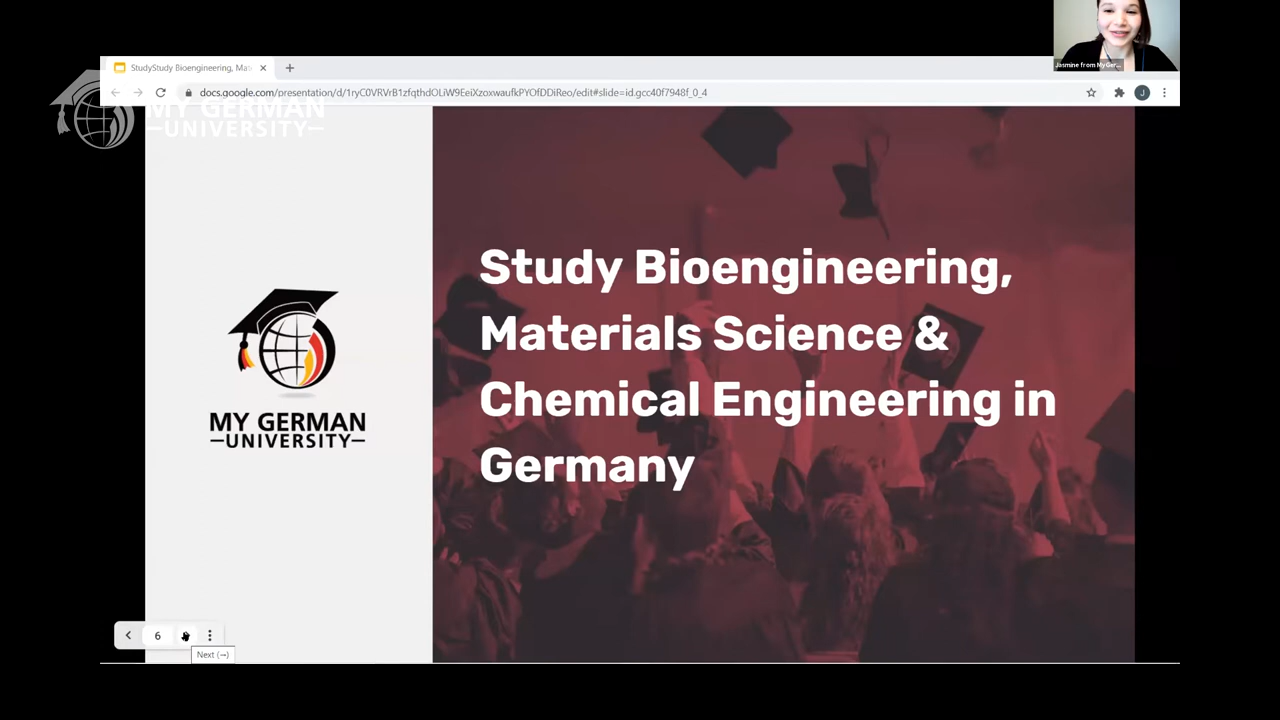 Jasmine from MyGer...
StudyStudy Bioengineering, Ma
docs.google.com/presentation/d/1ryC0VRVrB1zfqthdOLiW9EeiXzoxwaufkPYOfDDiReo/edit#slide=id.gcc40f7948f_0_4
J
MY GERMAN
UNIVERSITY
Study Bioengineering,
Materials Science &
Chemical Engineering in
Germany
MY GERMAN
UNIVERSITY
6
Next (→)